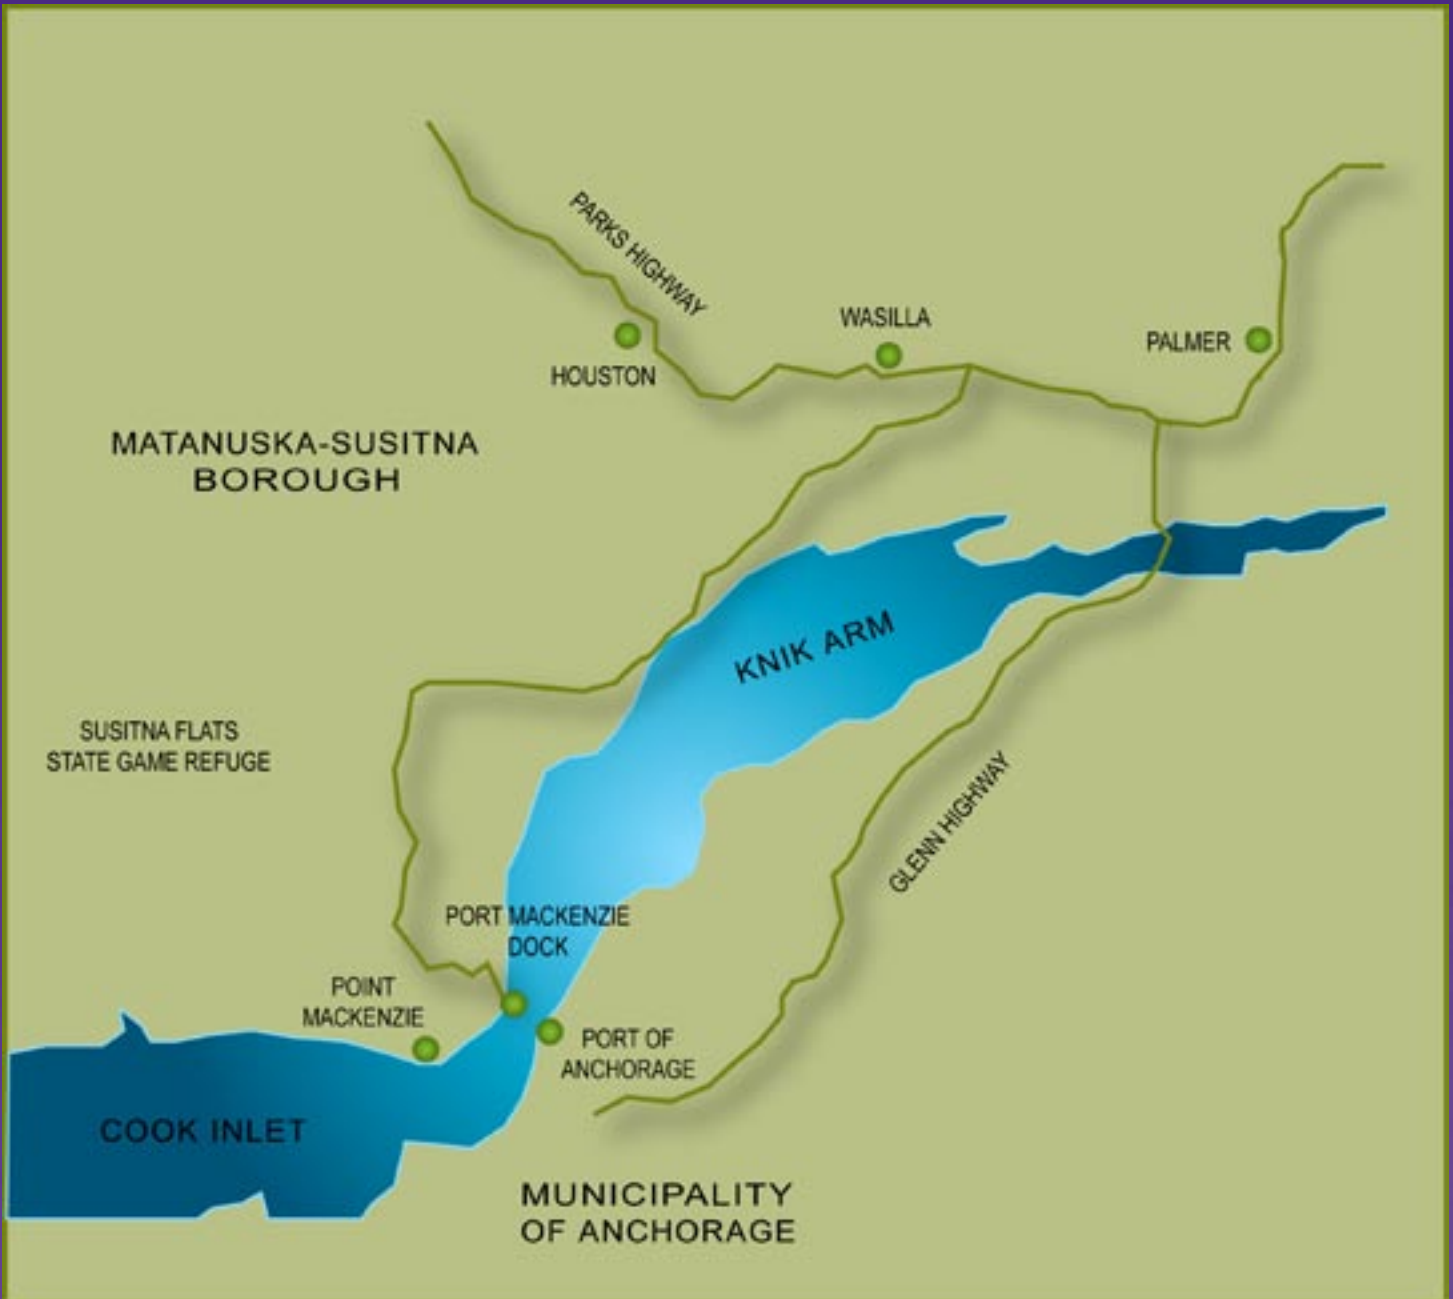 PARKS HIGHWAY
WASILLA
PALMER
HOUSTON
MATANUSKA-SUSITNA
BOROUGH
KNIK ARM
SUSITNA FLATS
STATE GAME REFUGE
GLENN HIGHWAY
PORT MACKENZIE
DOCK
POINT
MACKENZIE
PORT OF
ANCHORAGE
COOK INLET
MUNICIPALITY
OF ANCHORAGE